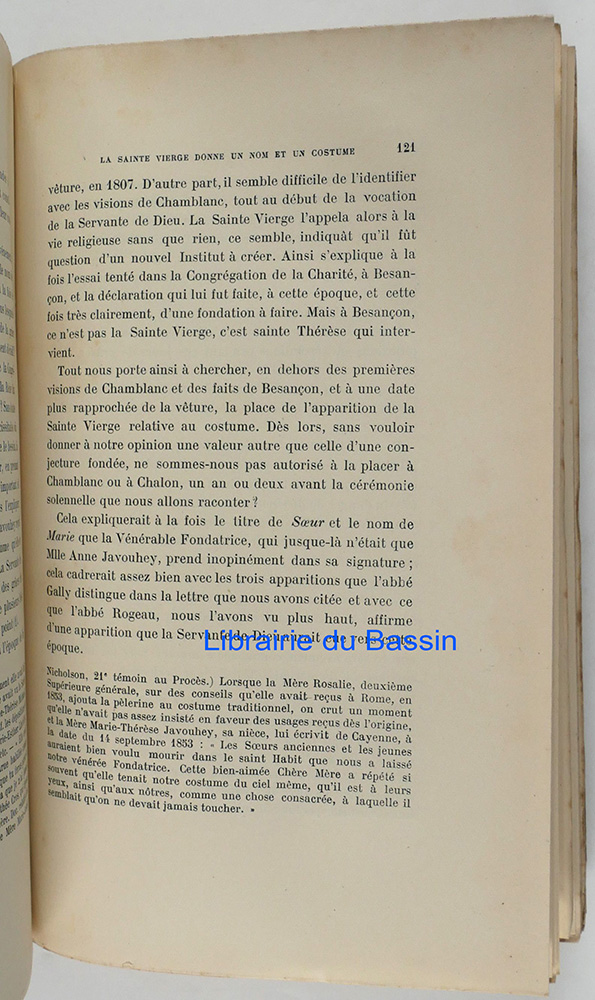 LA SAINTE VIERGE DONNE UN NOM ET UN COSTUME 121
vêture, en 1807. D'autre part, il semble difficile de l'identifier
avec les visions de Chamblanc, tout au début de la vocation
de la Servante de Dieu. La Sainte Vierge l'appela alors à la
vie religieuse sans que rien, ce semble, indiquât qu'il fût
question d'un nouvel Institut à créer. Ainsi s'explique à la
fois l'essai tenté dans la Congrégation de la Charité, à Besan-
çon, et la déclaration qui lui fut faite, à cette époque, et cette
fois très clairement, d'une fondation à faire. Mais à Besançon,
ce n'est pas la Sainte Vierge, c'est sainte Thérèse qui inter-
vient.
Tout nous porte ainsi à chercher, en dehors des premières
visions de Chamblanc et des faits de Besançon, et à une date
plus rapprochée de la vêture, la place de l'apparition de la
Sainte Vierge relative au costume. Dès lors, sans vouloir
donner à notre opinion une valeur autre que celle d'une con-
jecture fondée, ne sommes-nous pas autorisé à la placer à
Chamblanc ou à Chalon, un an ou deux avant la cérémonie
solennelle que nous allons raconter ?
Cela expliquerait à la fois le titre de Sœur et le nom de
Marie que la Vénérable Fondatrice, qui jusque-là n'était que
Mlle Anne Javouhey, prend inopinément dans sa signature ;
cela cadrerait assez bien avec les trois apparitions que l'abbé
Gally distingue dans la lettre que nous avons citée et avec ce
que l'abbé Rogeau, nous l'avons vu plus haut, affirme
d'une apparition que la Servante de Dieu aurait eue vers cette
époque.
Librairie du Bassin
Nicholson, 21e témoin au Procès.) Lorsque la Mère Rosalie, deuxième
Supérieure générale, sur des conseils qu'elle avait reçus à Rome, en
1853, ajouta la pèlerine au costume traditionnel, on crut un moment
qu'elle n'avait pas assez insisté en faveur des usages reçus dès l'origine,
et la Mère Marie-Thérèse Javouhey, sa nièce, lui écrivit de Cayenne, à
la date du 14 septembre 1853 : « Les Sœurs anciennes et les jeunes
auraient bien voulu mourir dans le saint Habit que nous a laissé
notre vénérée Fondatrice. Cette bien-aimée Chère Mère a répété si
souvent qu'elle tenait notre costume du ciel même, qu'il est à leurs
yeux, ainsi qu'aux nôtres, comme une chose consacrée, à laquelle il
semblait qu'on ne devait jamais toucher. »